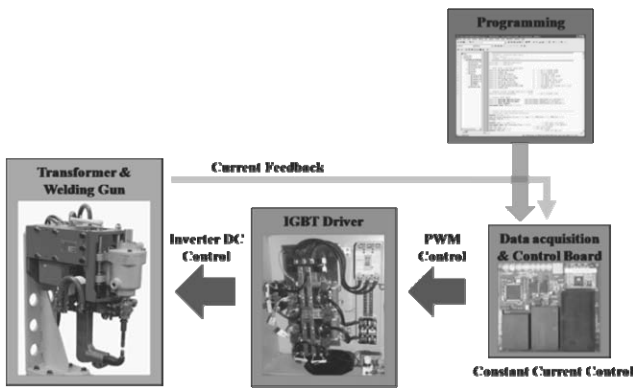 Programming
Transformer &
Welding Gun
Current Feedback
IGBT Driver
Inverter DC
Control
PWM
Control
Data acquisition
& Control Board
Constant Current Control